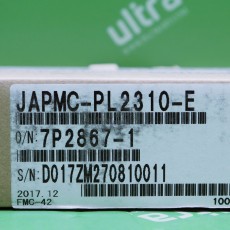 ultra
JAPMC-PL2310-E
O/N: 7P2867-1
S/N: D017ZM270810011
2017.12
FMC-42
100